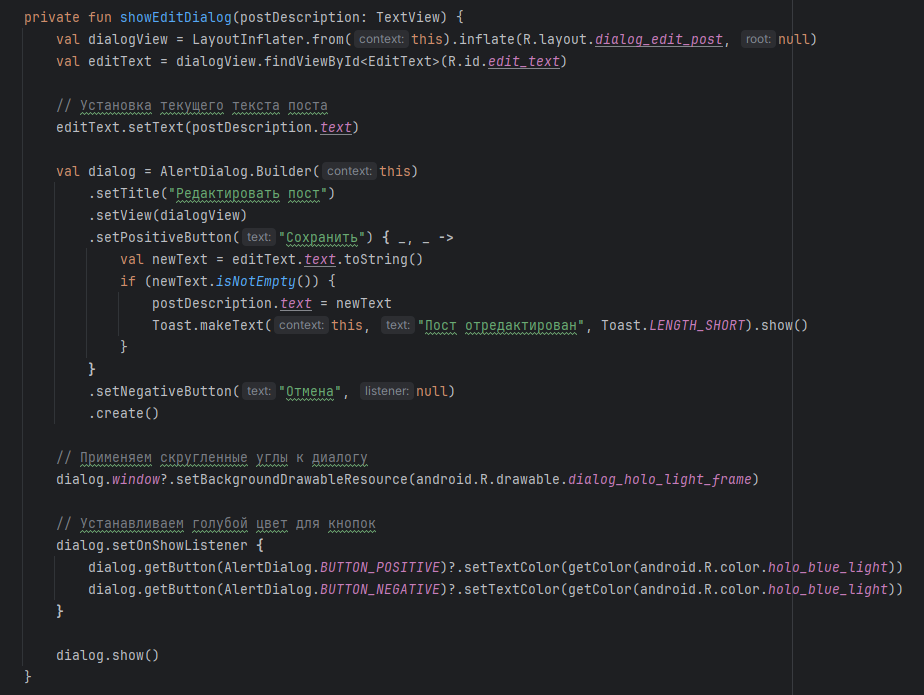 private fun showEditDialog(postDescription: TextView) {
    val dialogView = LayoutInflater.from( context: this).inflate(R.layout.dialog_edit_post, root: null)
    val editText = dialogView.findViewById<EditText>(R.id.edit_text)
    // Установка текущего текста поста
    editText.setText(postDescription.text)
    val dialog = AlertDialog.Builder( context: this)
        .setTitle("Редактировать пост")
        .setView(dialogView)
        .setPositiveButton( text: "Сохранить") { _, _ ->
            val newText = editText.text.toString()
            if (newText.isNotEmpty()) {
                postDescription.text = newText
                Toast.makeText( context: this, text: "Пост отредактирован", Toast.LENGTH_SHORT).show()
            }
        }
        .setNegativeButton( text: "Отмена", listener: null)
        .create()
    // Применяем скругленные углы к диалогу
    dialog.window?.setBackgroundDrawableResource(android.R.drawable.dialog_holo_light_frame)
    // Устанавливаем голубой цвет для кнопок
    dialog.setOnShowListener {
        dialog.getButton(AlertDialog.BUTTON_POSITIVE)?.setTextColor(getColor(android.R.color.holo_blue_light))
        dialog.getButton(AlertDialog.BUTTON_NEGATIVE)?.setTextColor(getColor(android.R.color.holo_blue_light))
    }
    dialog.show()
}